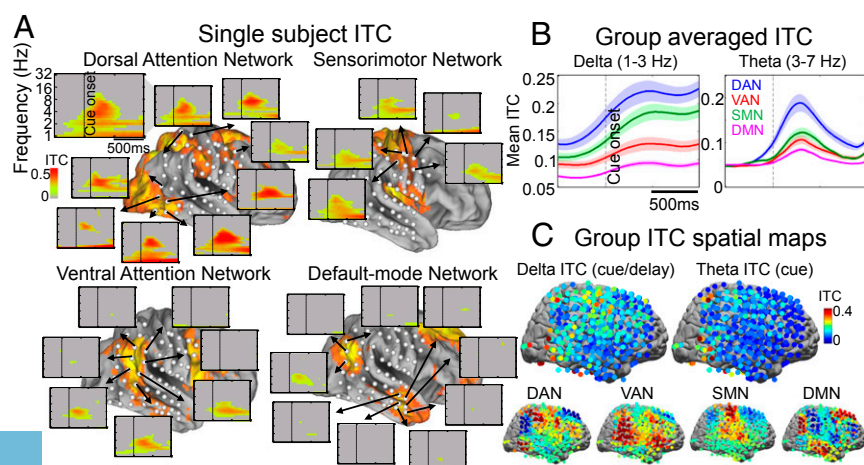 A
Single subject ITC
Dorsal Attention Network
Sensorimotor Network
Frequency (Hz)
32
16
8
4
2
1
Cue onset
500ms
ITC
0.5
0
Ventral Attention Network
Default-mode Network
B
Group averaged ITC
Delta (1-3 Hz)
Theta (3-7 Hz)
Mean ITC
0.25
0.2
0.15
0.1
0.05
Cue onset
500ms
0.2
0.1
0
DAN
VAN
SMN
DMN
C
Group ITC spatial maps
Delta ITC (cue/delay)
Theta ITC (cue)
ITC
0.4
0
DAN
VAN
SMN
DMN